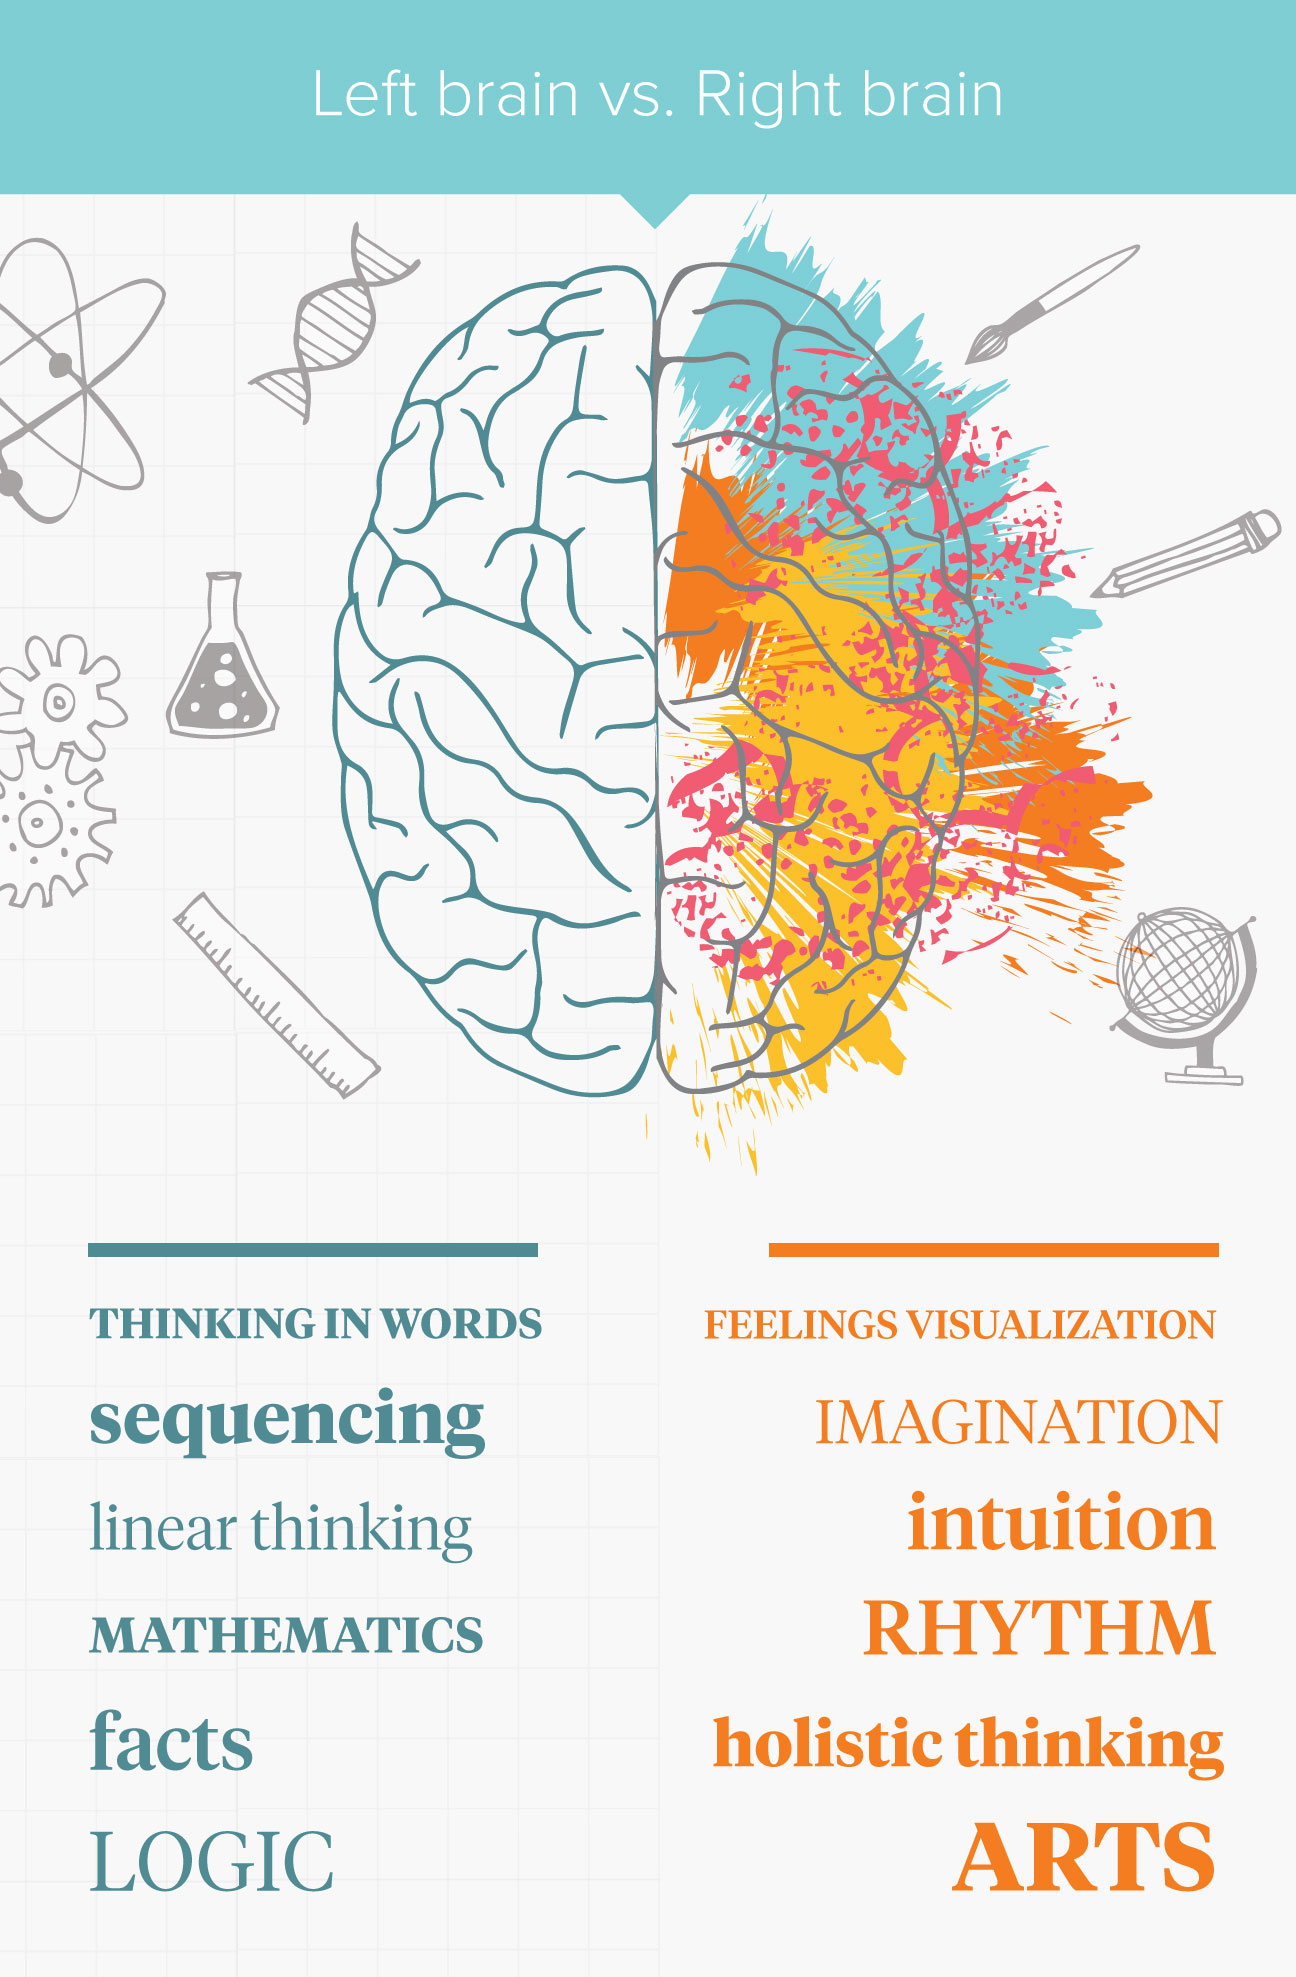 Left brain vs. Right brain
THINKING IN WORDS
sequencing
linear thinking
MATHEMATICS
facts
LOGIC
FEELINGS VISUALIZATION
IMAGINATION
intuition
RHYTHM
holistic thinking
ARTS